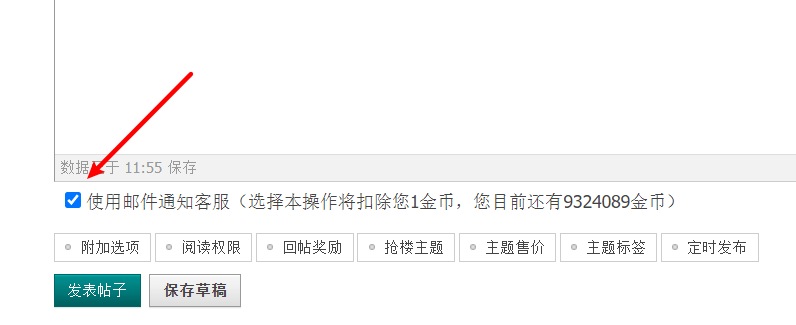 数据 于 11:55 保存
使用邮件通知客服（选择本操作将扣除您1金币，您目前还有9324089金币）
附加选项 阅读权限 回帖奖励 抢楼主题 主题售价 主题标签 定时发布
发表帖子 保存草稿